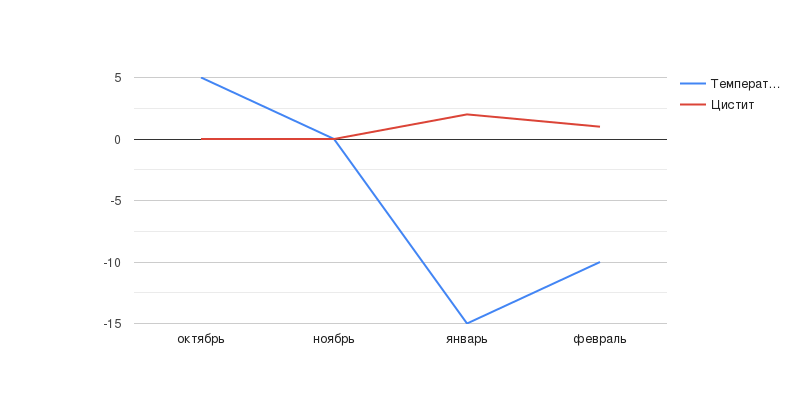 5
0
-5
-10
-15
октябрь
ноябрь
январь
февраль
Температ...
Цистит